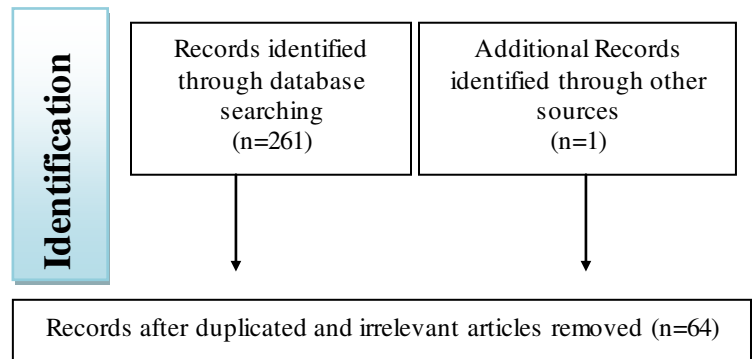 Identification
Records identified
through database
searching
(n=261)
Additional Records
identified through other
sources
(n=1)
Records after duplicated and irrelevant articles removed (n=64)